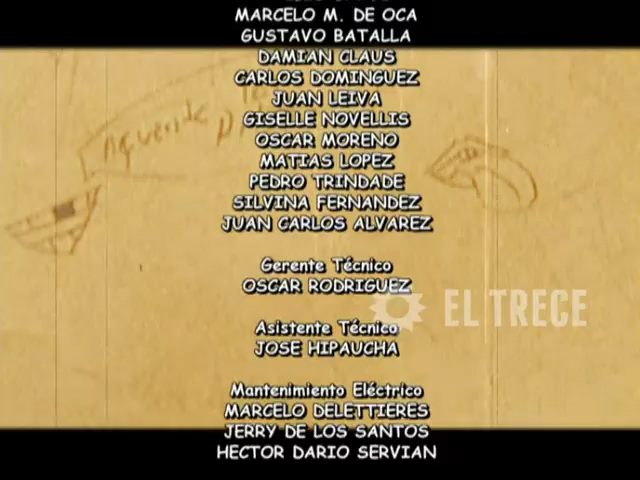 MARCELO M. DE OCA
GUSTAVO BATALLA
DAMIAN CLAUS
CARLOS DOMINGUEZ
JUAN LEIVA
GISELLE NOVELLIS
OSCAR MORENO
MATIAS LOPEZ
PEDRO TRINDADE
SILVINA FERNANDEZ
JUAN CARLOS ALVAREZ
Gerente Técnico
OSCAR RODRIGUEZ
EL TRECE
Asistente Técnico
JOSE HIPAUCHA
Mantenimiento Eléctrico
MARCELO DELETTIERES
JERRY DE LOS SANTOS
HECTOR DARIO SERVIAN